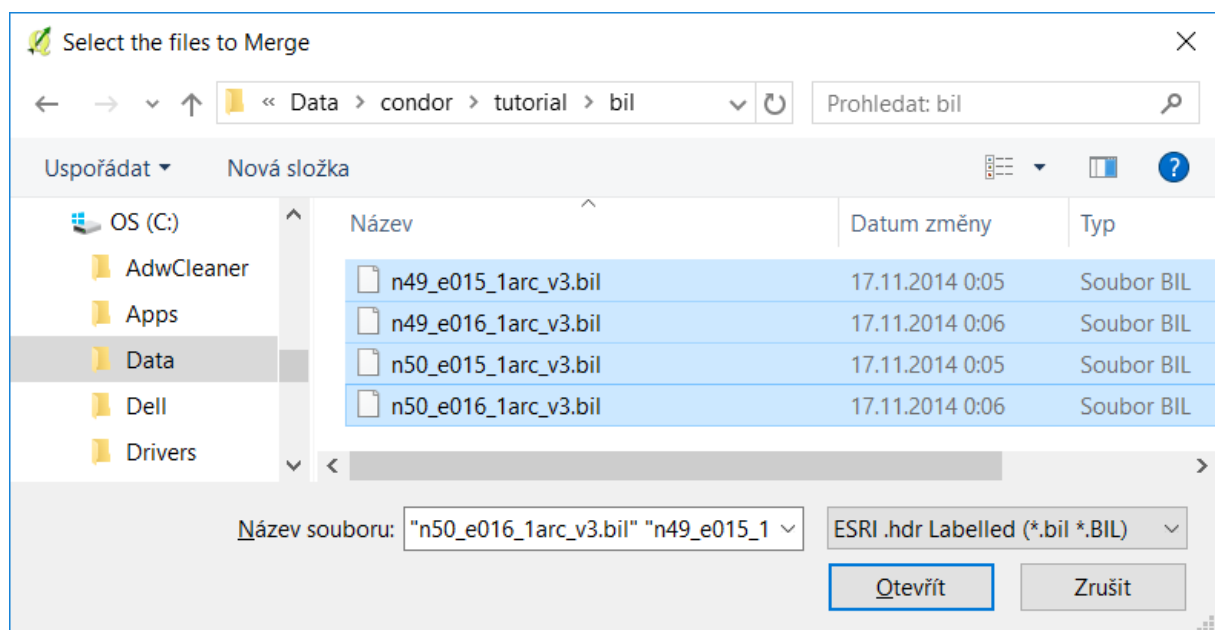 Select the files to Merge
« Data > condor > tutorial > bil
Prohledat: bil
Uspořádat Nová složka
?
OS (C:)
AdwCleaner
Apps
Data
Dell
Drivers
Název Datum změny Typ
n49_e015_1arc_v3.bil 17.11.2014 0:05 Soubor BIL
n49_e016_1arc_v3.bil 17.11.2014 0:06 Soubor BIL
n50_e015_1arc_v3.bil 17.11.2014 0:05 Soubor BIL
n50_e016_1arc_v3.bil 17.11.2014 0:06 Soubor BIL
Název souboru: "n50_e016_1arc_v3.bil" "n49_e015_1
ESRI .hdr Labelled (*.bil *.BIL)
Otevřít Zrušit